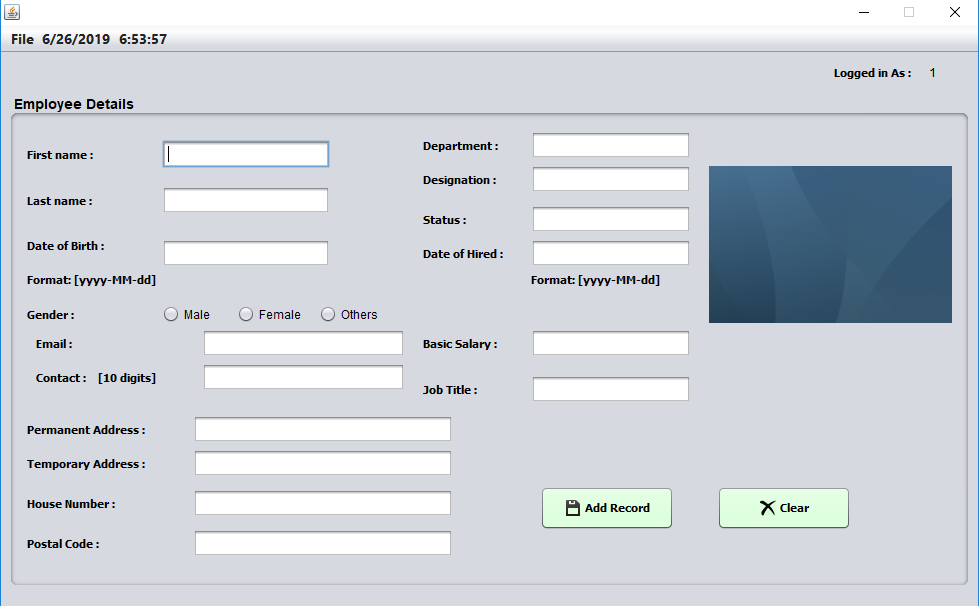 File 6/26/2019 6:53:57
Logged in As : 1
Employee Details
First name :
Last name :
Date of Birth :
Format: [yyyy-MM-dd]
Gender : Male Female Others
Email :
Contact : [10 digits]
Permanent Address :
Temporary Address :
House Number :
Postal Code :
Department :
Designation :
Status :
Date of Hired :
Format: [yyyy-MM-dd]
Basic Salary :
Job Title :
Add Record
Clear